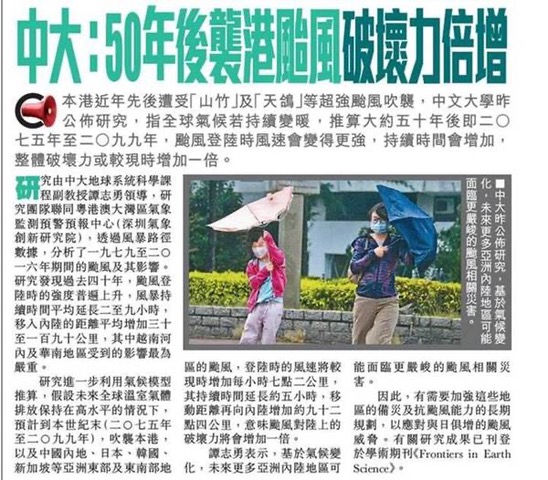 中大：50年後襲港颱風破壞力倍增
本港近年先後遭受「山竹」及「天鴿」等超強颱風吹襲，中文大學昨
公佈研究，指全球氣候若持續變暖，推算大約五十年後即二〇
七五年至二〇九九年，颱風登陸時風速會變得更強，持續時間會增加，
整體破壞力或較現時增加一倍。
研究由中大地球系統科學課
程副教授譚志勇領導，研
究團隊聯同粵港澳大灣區氣象
監測預警預報中心（深圳氣象
創新研究院），透過風暴路徑
數據，分析了一九七九至二〇
一六年期間的颱風及其影響。
研究發現過去四十年，颱風登
陸時的強度普遍上升，風暴持
續時間平均延長二至九小時，
移入內陸的距離平均增加三十
至一百九十公里，其中越南河
內及華南地區受到的影響最為
嚴重。
研究進一步利用氣候模型
推算，假設未來全球溫室氣體
排放保持在高水平的情況下，
預計到本世紀末（二〇七五年
至二〇九九年），吹襲本港，
以及中國內地、日本、韓國、
新加坡等亞洲東部及東南部地
區的颱風，登陸時的風速將較
現時增加每小時七點二公里，
其持續時間延長約五小時，移
動距離再向內陸增加約九十二
點四公里，意味颱風對陸上的
破壞力將會增加一倍。
譚志勇表示，基於氣候變
化，未來更多亞洲內陸地區可
能面臨更嚴峻的颱風相關災
害。
因此，有需要加強這些地
區的備災及抗颱風能力的長期
規劃，以應對與日俱增的颱風
威脅。有關研究成果已刊登
於學術期刊《Frontiers in Earth
Science》。
■中大昨公佈研究，基於氣候變
化，未來更多亞洲內陸地區可能
面臨更嚴峻的颱風相關災害。